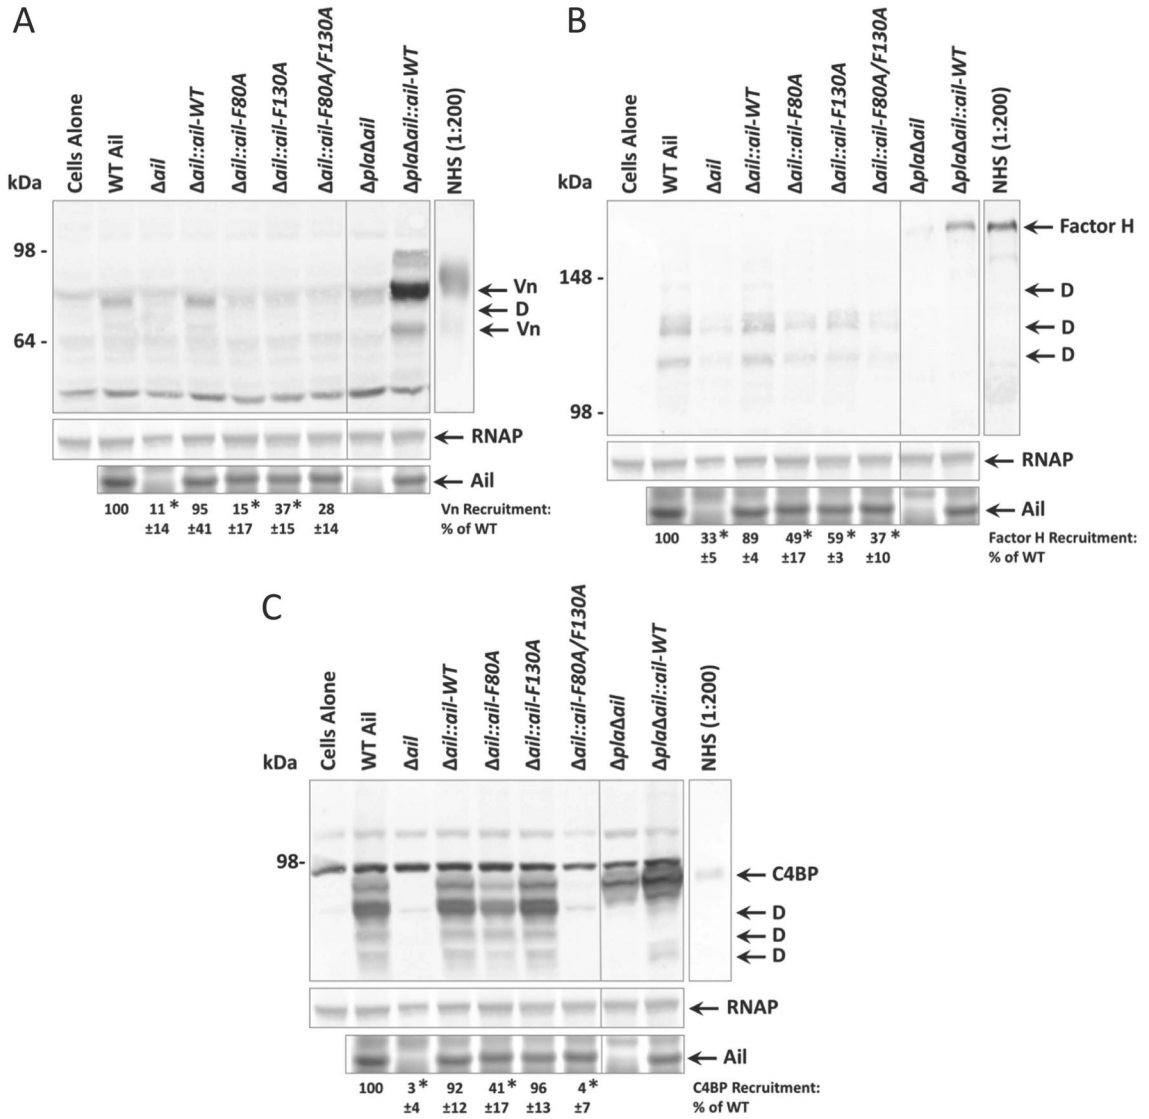 A
kDa
Cells Alone
WT Ail
Δail
Δail::ail-WT
Δail::ail-F80A
Δail::ail-F130A
Δail::ail-F80A/F130A
ΔplaΔail
ΔplaΔail::ail-WT
NHS (1:200)
98 -
64 -
Vn
D
Vn
RNAP
Ail
100 11* 95 15* 37* 28
±14 ±41 ±17 ±15 ±14
Vn Recruitment:
% of WT
B
kDa
Cells Alone
WT Ail
Δail
Δail::ail-WT
Δail::ail-F80A
Δail::ail-F130A
Δail::ail-F80A/F130A
ΔplaΔail
ΔplaΔail::ail-WT
NHS (1:200)
148 -
98 -
Factor H
D
D
D
RNAP
Ail
100 33* 89 49* 59* 37*
±5 ±4 ±17 ±3 ±10
Factor H Recruitment:
% of WT
C
kDa
Cells Alone
WT Ail
Δail
Δail::ail-WT
Δail::ail-F80A
Δail::ail-F130A
Δail::ail-F80A/F130A
ΔplaΔail
ΔplaΔail::ail-WT
NHS (1:200)
98-
C4BP
D
D
D
RNAP
Ail
100 3* 92 41* 96 4*
±4 ±12 ±17 ±13 ±7
C4BP Recruitment:
% of WT